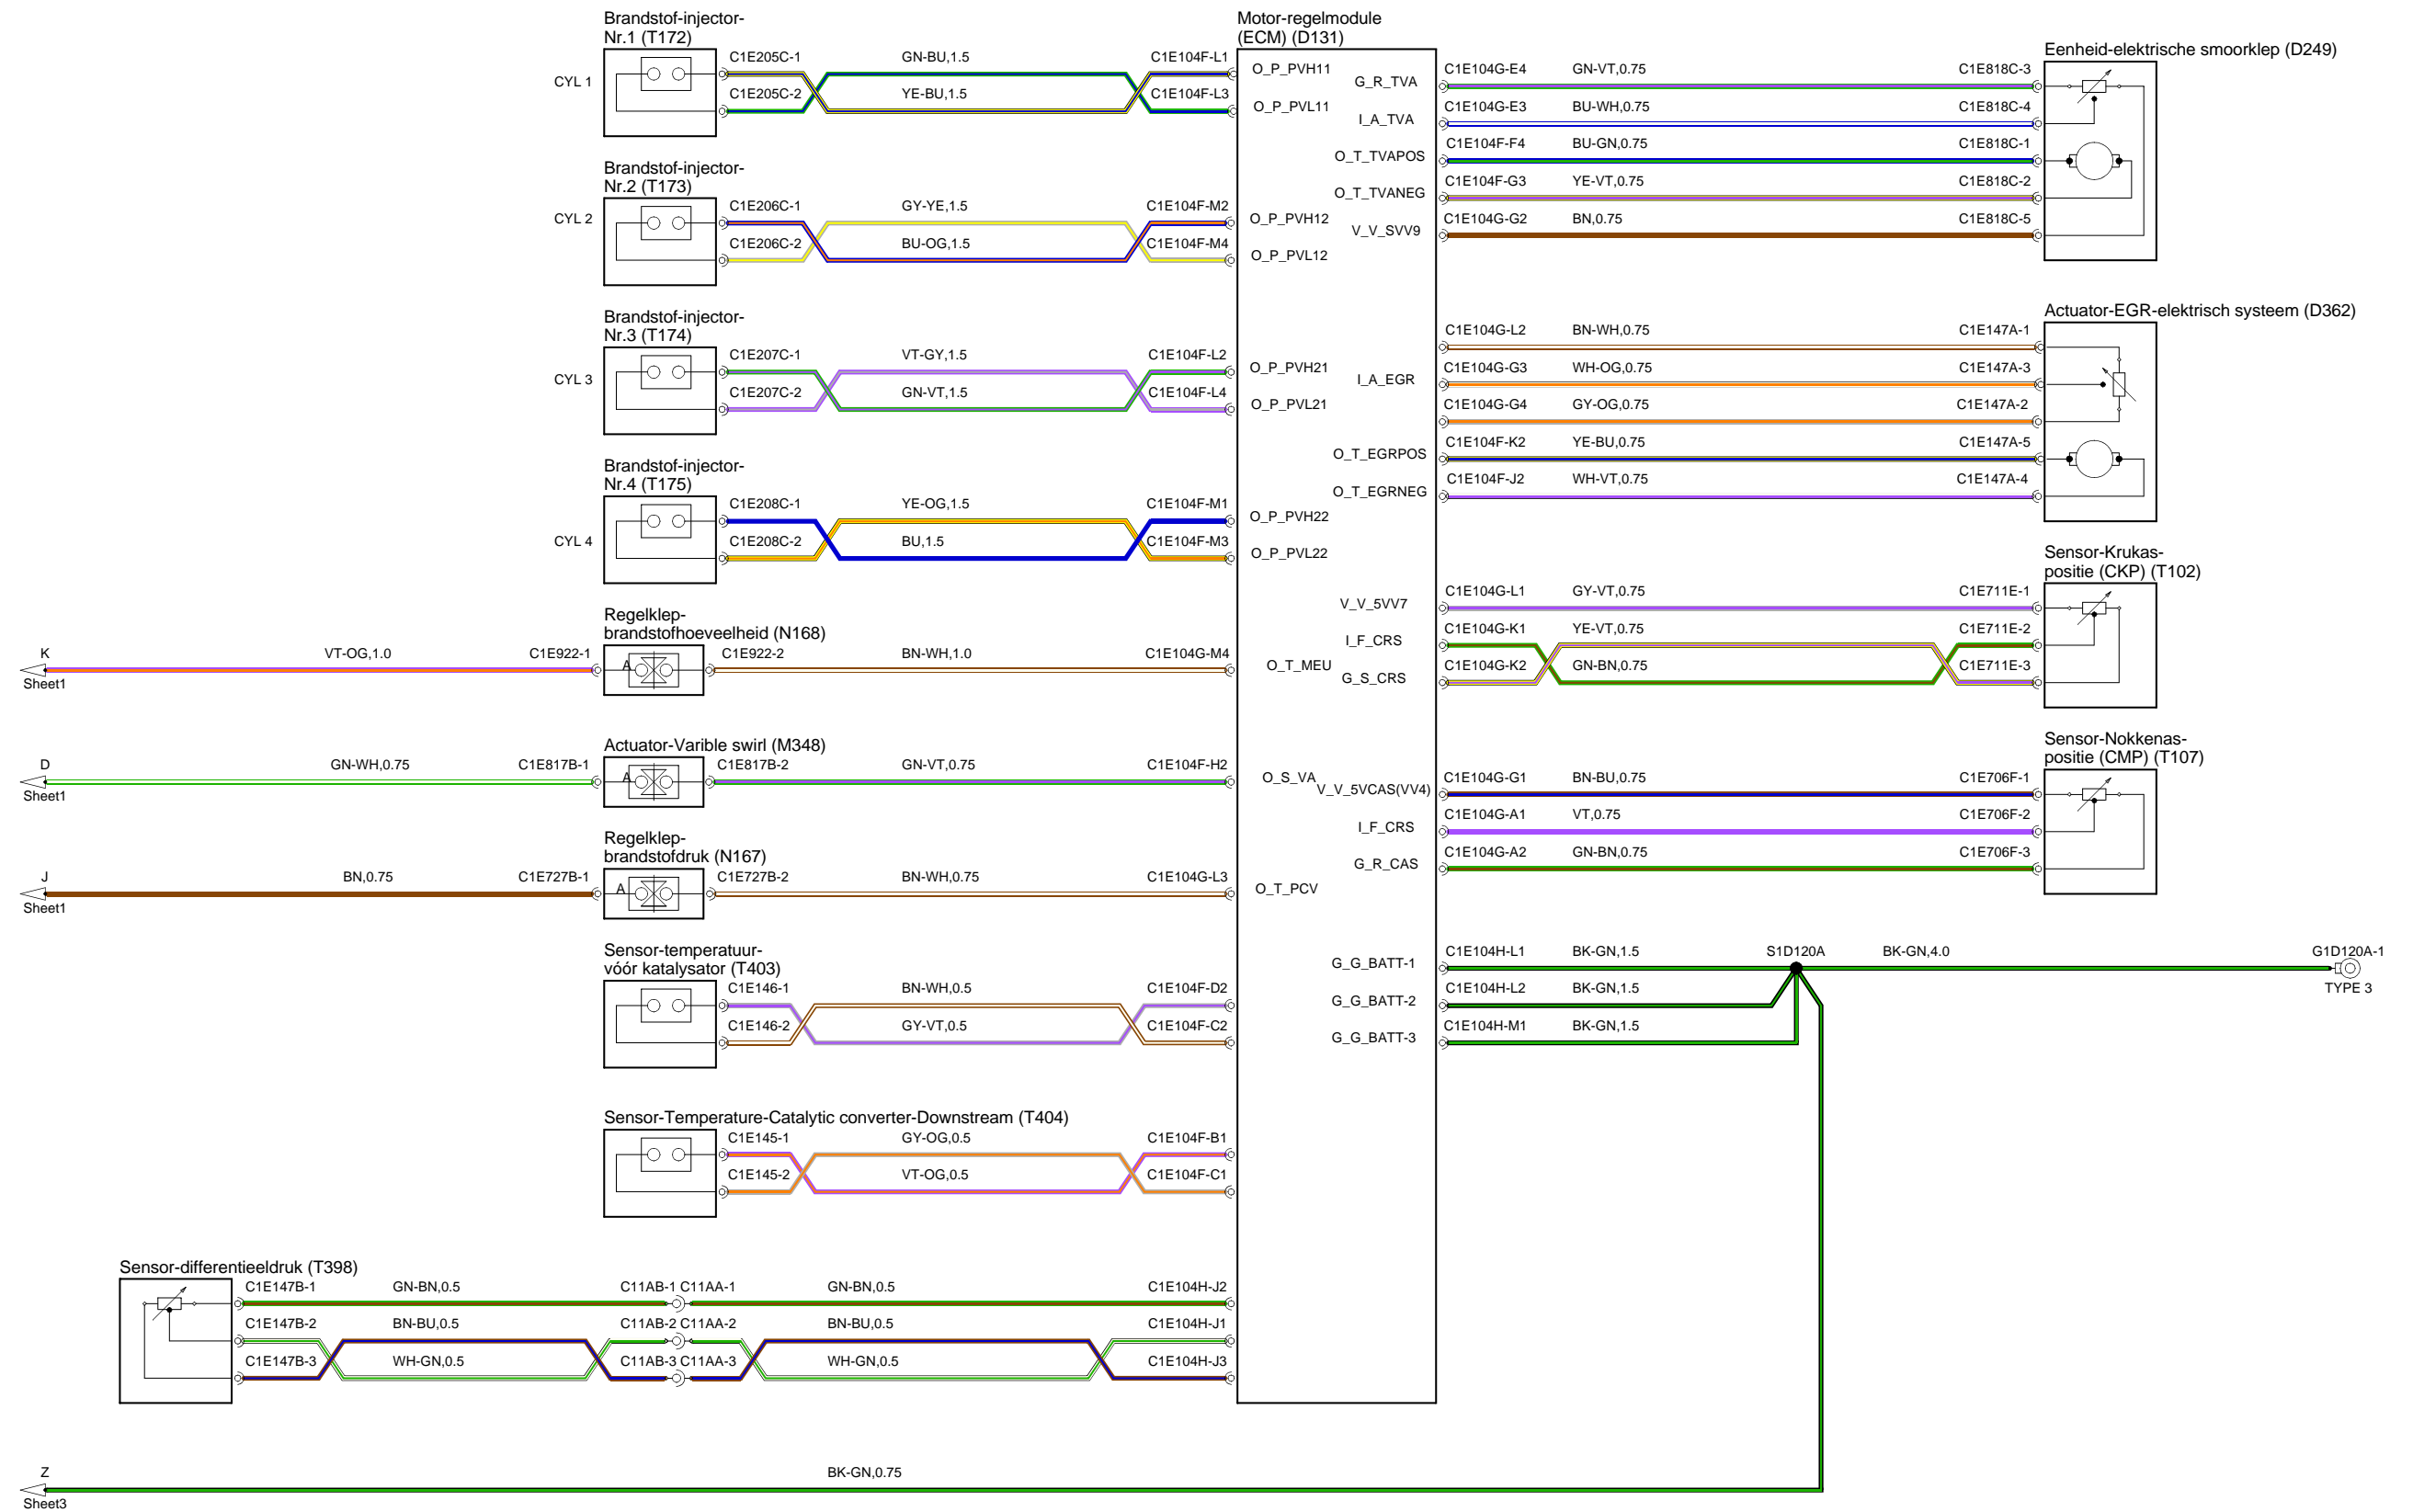 Brandstof-injector-
Nr.1 (T172)
CYL 1
C1E205C-1
GN-BU,1.5
C1E104F-L1
C1E205C-2
YE-BU,1.5
C1E104F-L3
Brandstof-injector-
Nr.2 (T173)
CYL 2
C1E206C-1
GY-YE,1.5
C1E104F-M2
C1E206C-2
BU-OG,1.5
C1E104F-M4
Brandstof-injector-
Nr.3 (T174)
CYL 3
C1E207C-1
VT-GY,1.5
C1E104F-L2
C1E207C-2
GN-VT,1.5
C1E104F-L4
Brandstof-injector-
Nr.4 (T175)
CYL 4
C1E208C-1
YE-OG,1.5
C1E104F-M1
C1E208C-2
BU,1.5
C1E104F-M3
Regelklep-
brandstofhoeveelheid (N168)
K
Sheet1
VT-OG,1.0
C1E922-1
A
C1E922-2
BN-WH,1.0
C1E104G-M4
Actuator-Varible swirl (M348)
D
Sheet1
GN-WH,0.75
C1E817B-1
A
C1E817B-2
GN-VT,0.75
C1E104F-H2
Regelklep-
brandstofdruk (N167)
J
Sheet1
BN,0.75
C1E727B-1
A
C1E727B-2
BN-WH,0.75
C1E104G-L3
Sensor-temperatuur-
vóór katalysator (T403)
C1E146-1
BN-WH,0.5
C1E104F-D2
C1E146-2
GY-VT,0.5
C1E104F-C2
Sensor-Temperature-Catalytic converter-Downstream (T404)
C1E145-1
GY-OG,0.5
C1E104F-B1
C1E145-2
VT-OG,0.5
C1E104F-C1
Sensor-differentieeldruk (T398)
C1E147B-1
GN-BN,0.5
C11AB-1 C11AA-1
GN-BN,0.5
C1E104H-J2
C1E147B-2
BN-BU,0.5
C11AB-2 C11AA-2
BN-BU,0.5
C1E104H-J1
C1E147B-3
WH-GN,0.5
C11AB-3 C11AA-3
WH-GN,0.5
C1E104H-J3
Z
Sheet3
BK-GN,0.75
Motor-regelmodule
(ECM) (D131)
O_P_PVH11
G_R_TVA
O_P_PVL11
I_A_TVA
O_T_TVAPOS
O_T_TVANEG
O_P_PVH12
V_V_SVV9
O_P_PVL12
O_P_PVH21
I_A_EGR
O_P_PVL21
O_T_EGRPOS
O_T_EGRNEG
O_P_PVH22
O_P_PVL22
V_V_5VV7
I_F_CRS
O_T_MEU
G_S_CRS
O_S_VA
V_V_5VCAS(VV4)
I_F_CRS
G_R_CAS
O_T_PCV
G_G_BATT-1
G_G_BATT-2
G_G_BATT-3
Eenheid-elektrische smoorklep (D249)
C1E104G-E4
GN-VT,0.75
C1E818C-3
C1E104G-E3
BU-WH,0.75
C1E818C-4
C1E104F-F4
BU-GN,0.75
C1E818C-1
C1E104F-G3
YE-VT,0.75
C1E818C-2
C1E104G-G2
BN,0.75
C1E818C-5
Actuator-EGR-elektrisch systeem (D362)
C1E104G-L2
BN-WH,0.75
C1E147A-1
C1E104G-G3
WH-OG,0.75
C1E147A-3
C1E104G-G4
GY-OG,0.75
C1E147A-2
C1E104F-K2
YE-BU,0.75
C1E147A-5
C1E104F-J2
WH-VT,0.75
C1E147A-4
Sensor-Krukas-
positie (CKP) (T102)
C1E104G-L1
GY-VT,0.75
C1E711E-1
C1E104G-K1
YE-VT,0.75
C1E711E-2
C1E104G-K2
GN-BN,0.75
C1E711E-3
Sensor-Nokkenas-
positie (CMP) (T107)
C1E104G-G1
BN-BU,0.75
C1E706F-1
C1E104G-A1
VT,0.75
C1E706F-2
C1E104G-A2
GN-BN,0.75
C1E706F-3
C1E104H-L1
BK-GN,1.5
S1D120A
BK-GN,4.0
G1D120A-1
TYPE 3
C1E104H-L2
BK-GN,1.5
C1E104H-M1
BK-GN,1.5